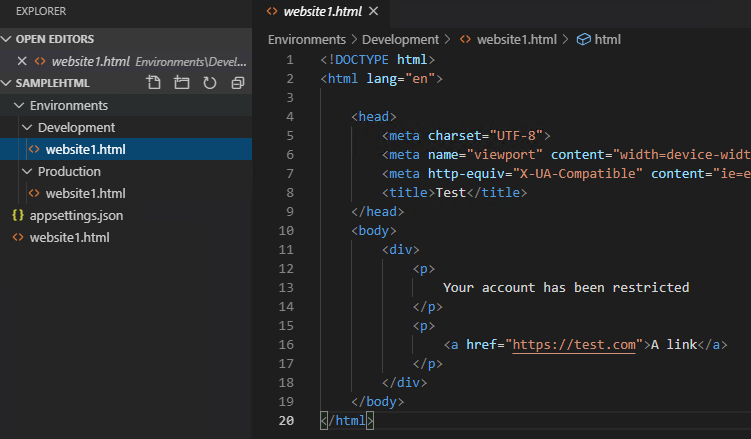 EXPLORER
OPEN EDITORS
website1.html Environments\Devel...
SAMPLEHTML
Environments
Development
website1.html
Production
website1.html
{} appsettings.json
website1.html
website1.html
Environments > Development > website1.html > html
1 <!DOCTYPE html>
2 <html lang="en">
3
4 <head>
5 <meta charset="UTF-8">
6 <meta name="viewport" content="width=device-widt
7 <meta http-equiv="X-UA-Compatible" content="ie=e
8 <title>Test</title>
9 </head>
10 <body>
11 <div>
12 <p>
13 Your account has been restricted
14 </p>
15 <p>
16 <a href="https://test.com">A link</a>
17 </p>
18 </div>
19 </body>
20 </html>